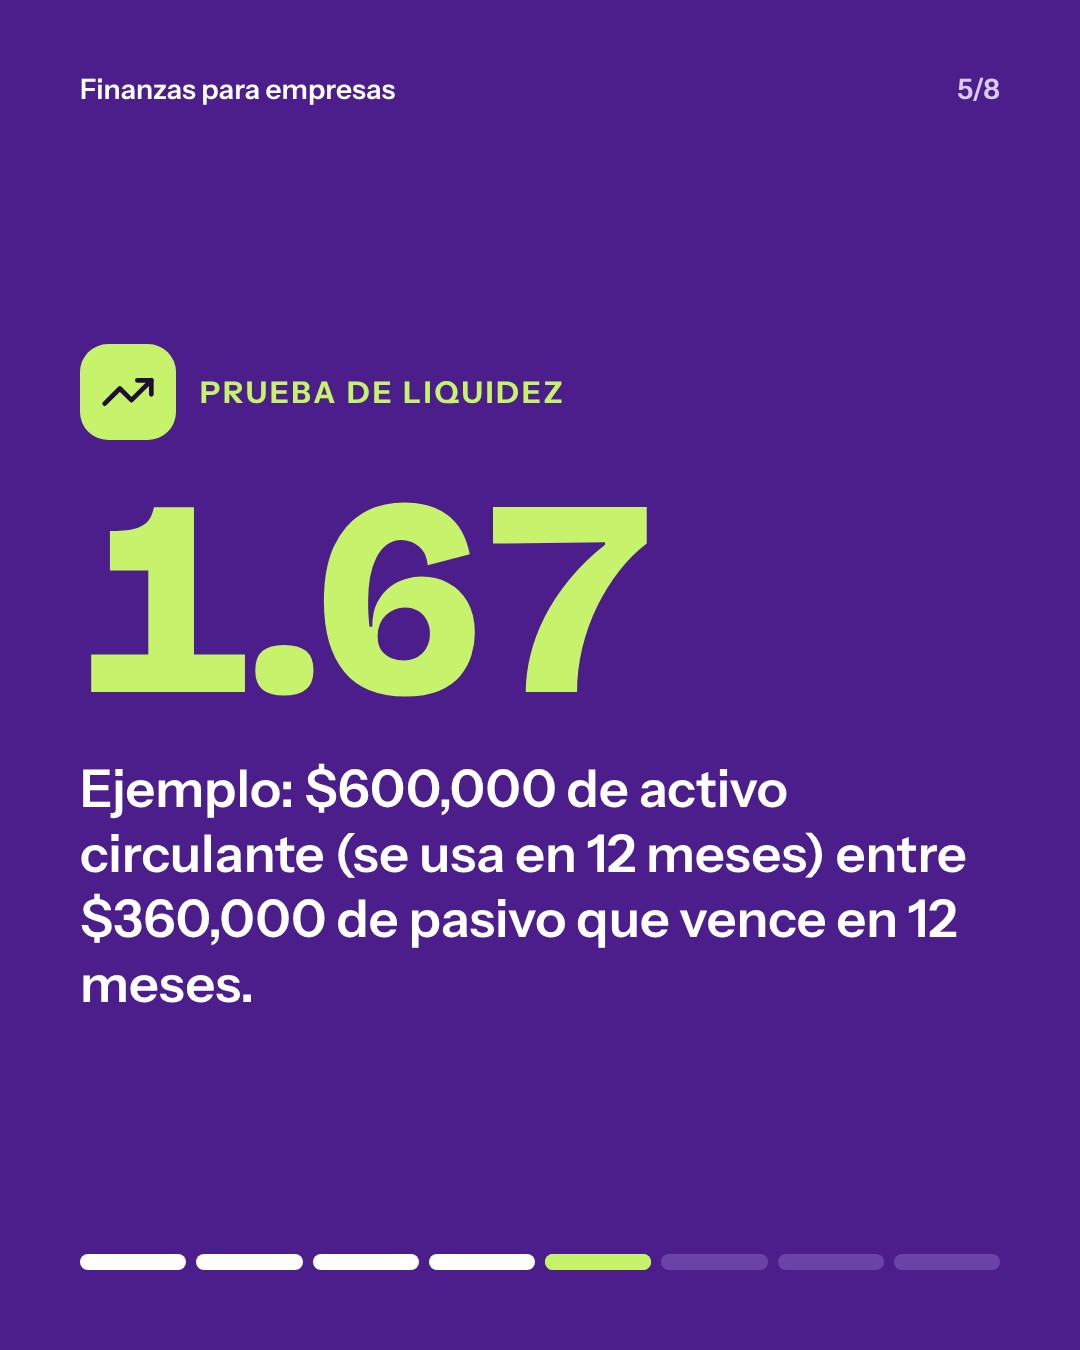 Finanzas para empresas
5/8
PRUEBA DE LIQUIDEZ
1.67
Ejemplo: $600,000 de activo
circulante (se usa en 12 meses) entre
$360,000 de pasivo que vence en 12
meses.